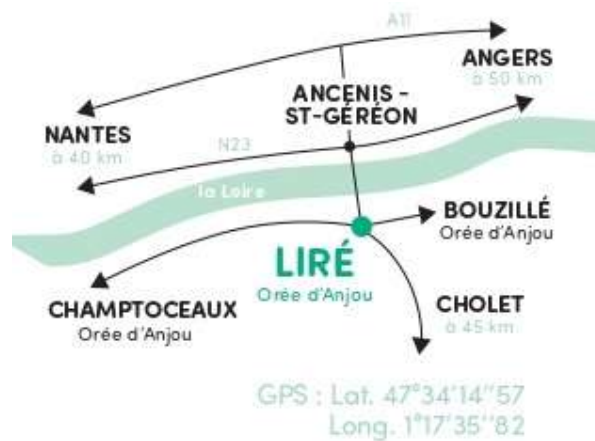 A11
ANGERS
à 50 km
ANCENIS -
ST-GÉRÉON
NANTES
à 40 km
N23
la Loire
BOUZILLÉ
Orée d'Anjou
LIRÉ
Orée d'Anjou
CHAMPTOCEAUX
Orée d'Anjou
CHOLET
à 45 km
GPS : Lat. 47°34'14''57
Long. 1°17'35''82